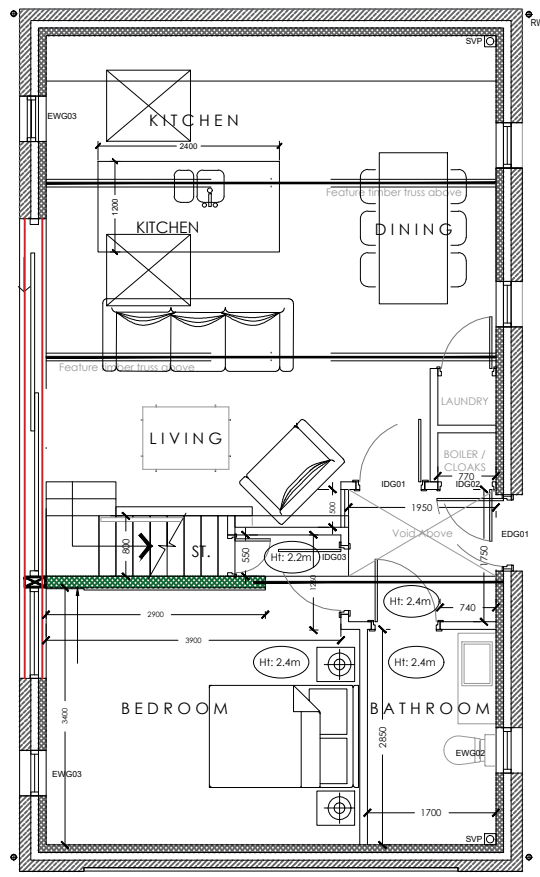 RW
SVP
EWG03
KITCHEN
2400
Feature timber truss above
1200
KITCHEN
DINING
Feature timber truss above
LAUNDRY
LIVING
BOILER /
CLOAKS
770
IDG01
IDG02
500
1950
Void Above
EDG01
800
ST.
550
Ht: 2.2m
IDG03
1750
Ht: 2.4m
740
2900
3900
Ht: 2.4m
Ht: 2.4m
3400
BEDROOM
BATHROOM
2850
EWG02
EWG03
1700
SVP